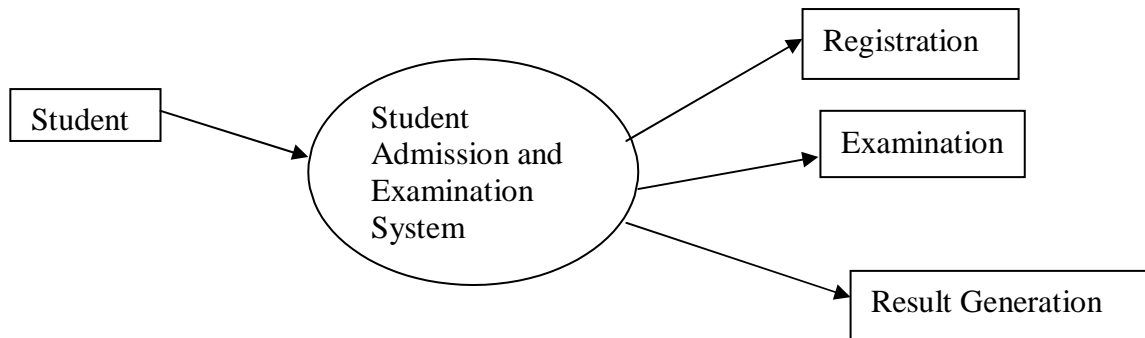 Student
Student
Admission and
Examination
System
Registration
Examination
Result Generation